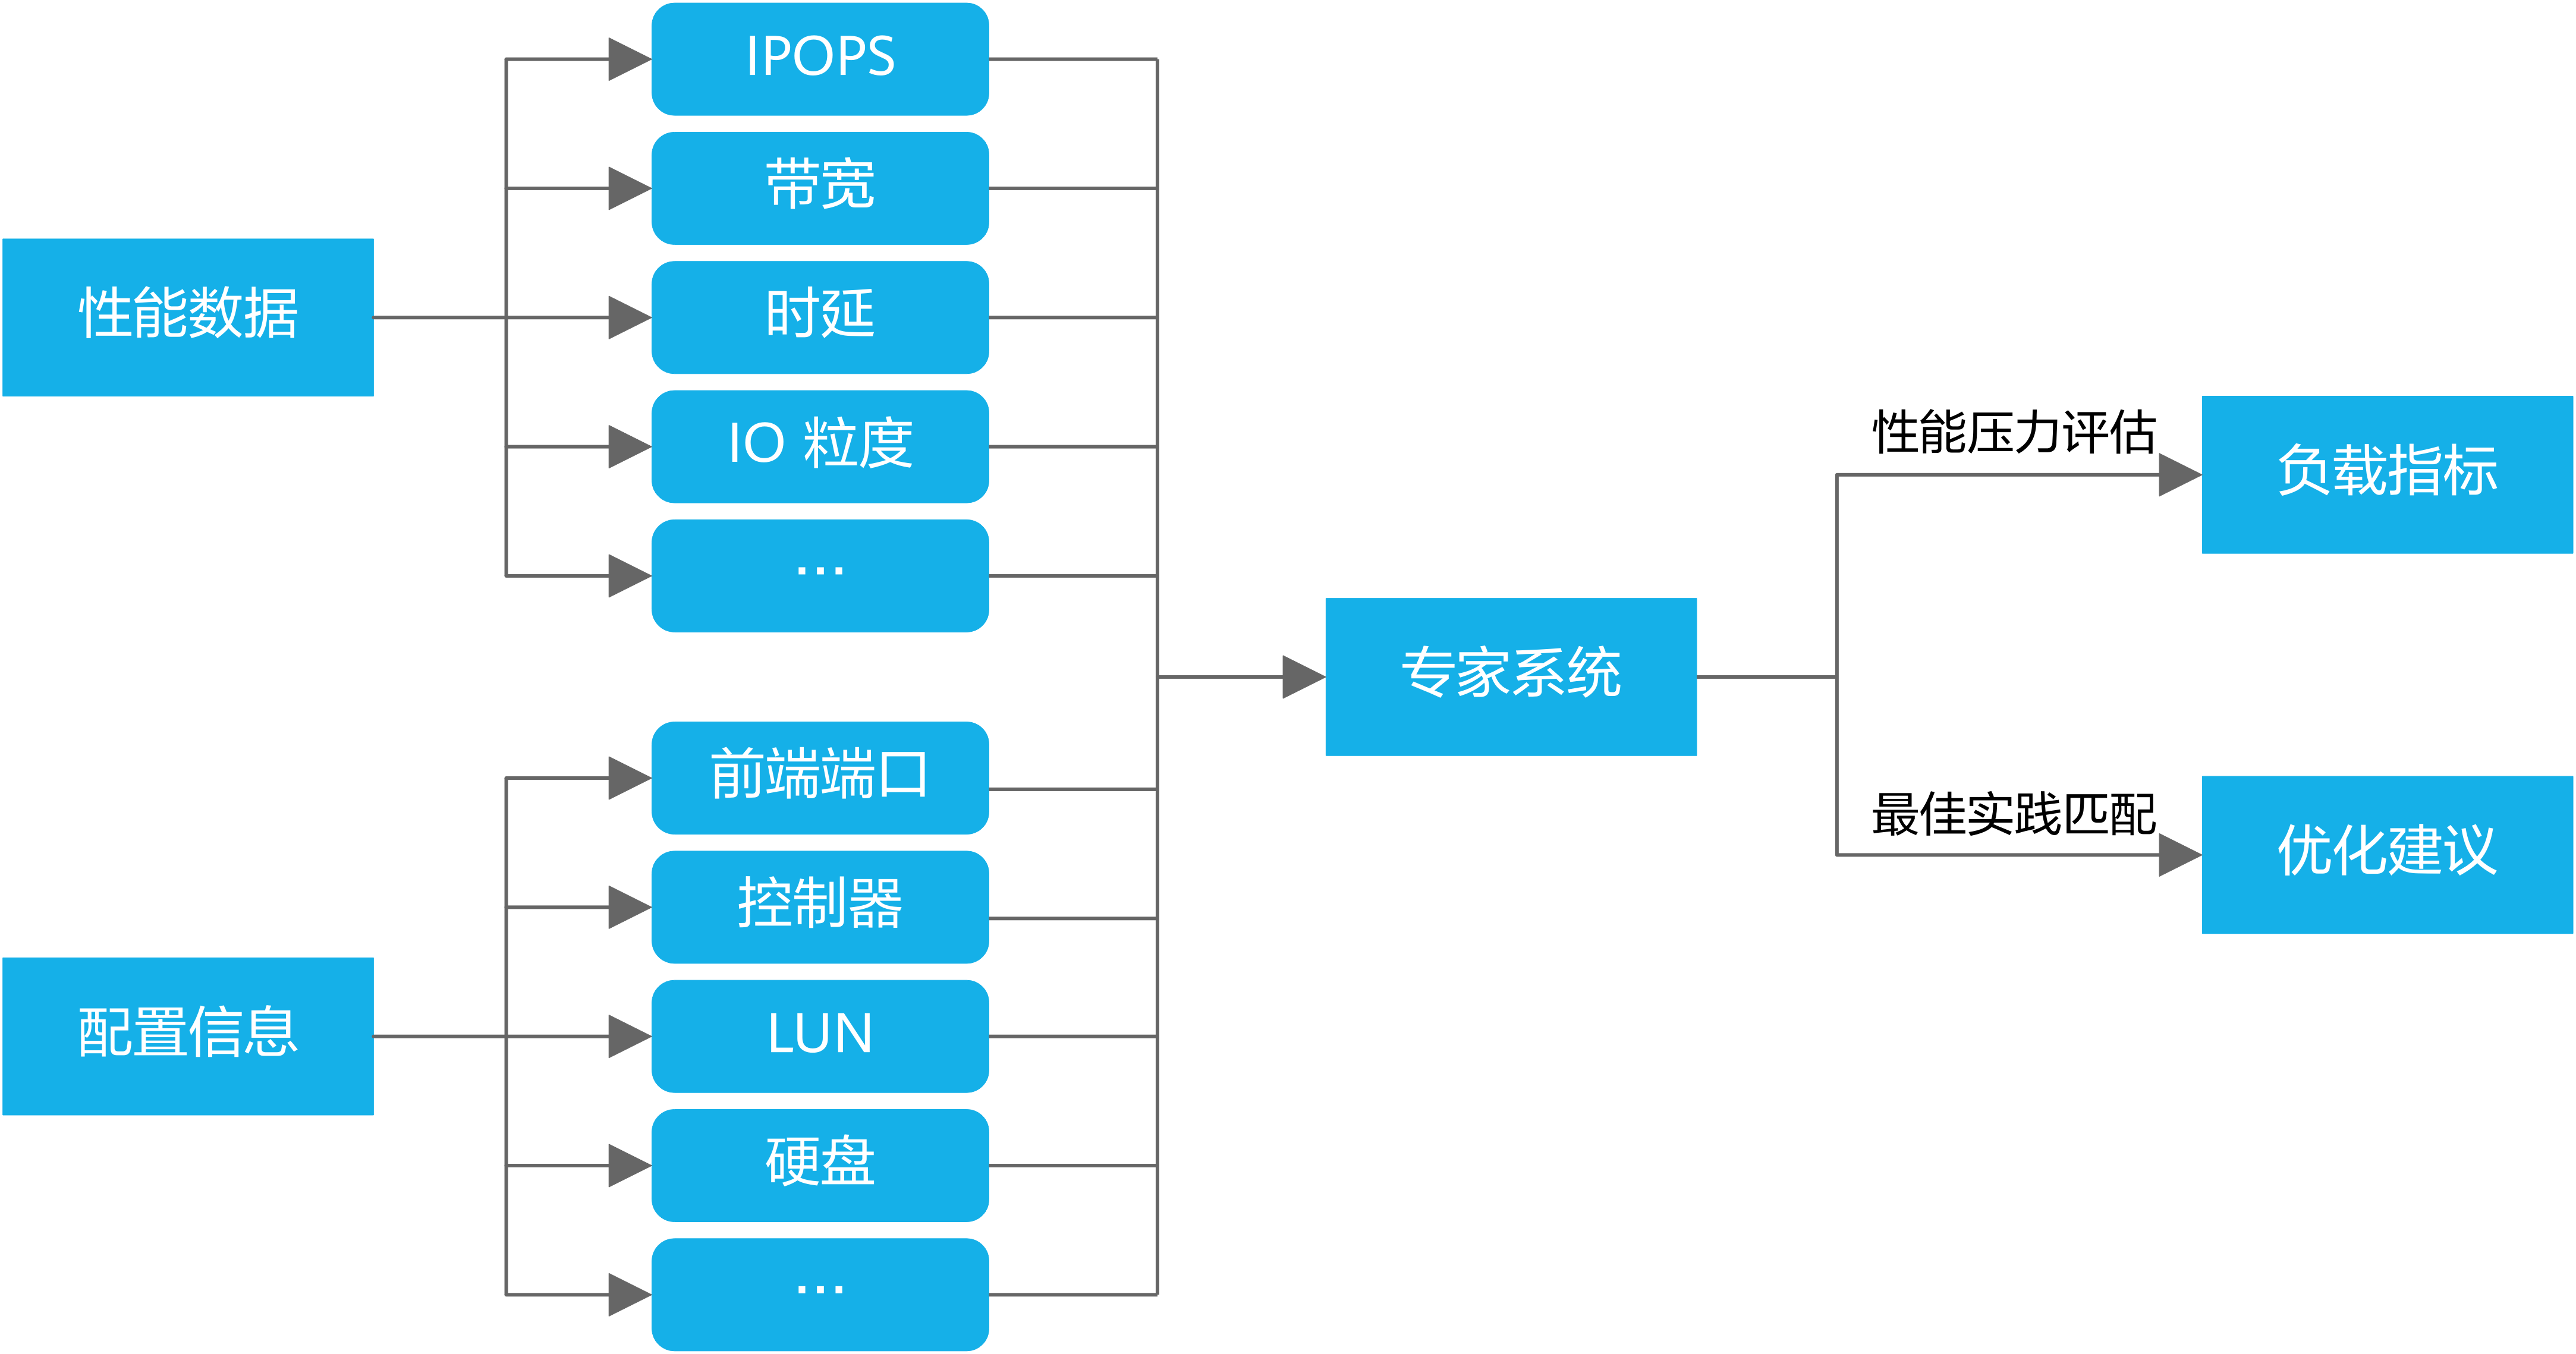 IPOPS
带宽
性能数据
时延
IO 粒度
...
前端端口
控制器
配置信息
LUN
硬盘
...
专家系统
性能压力评估
负载指标
最佳实践匹配
优化建议